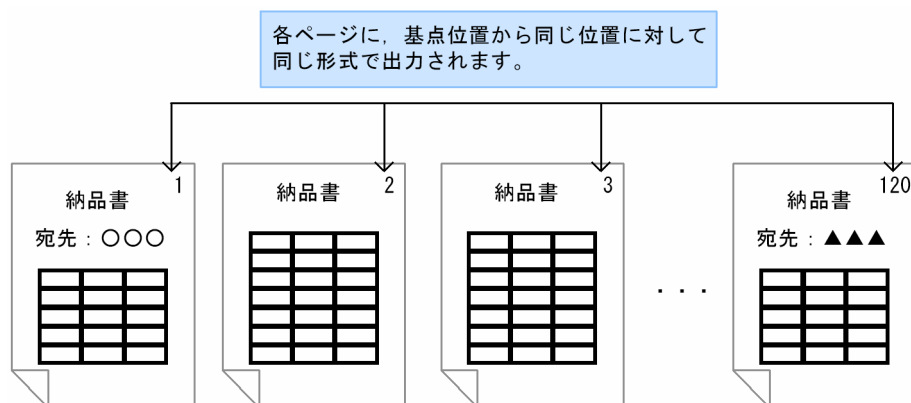 各ページに，基点位置から同じ位置に対して
同じ形式で出力されます。
1
納品書
宛先：〇〇〇
2
納品書
3
納品書
・・・
120
納品書
宛先：▲▲▲